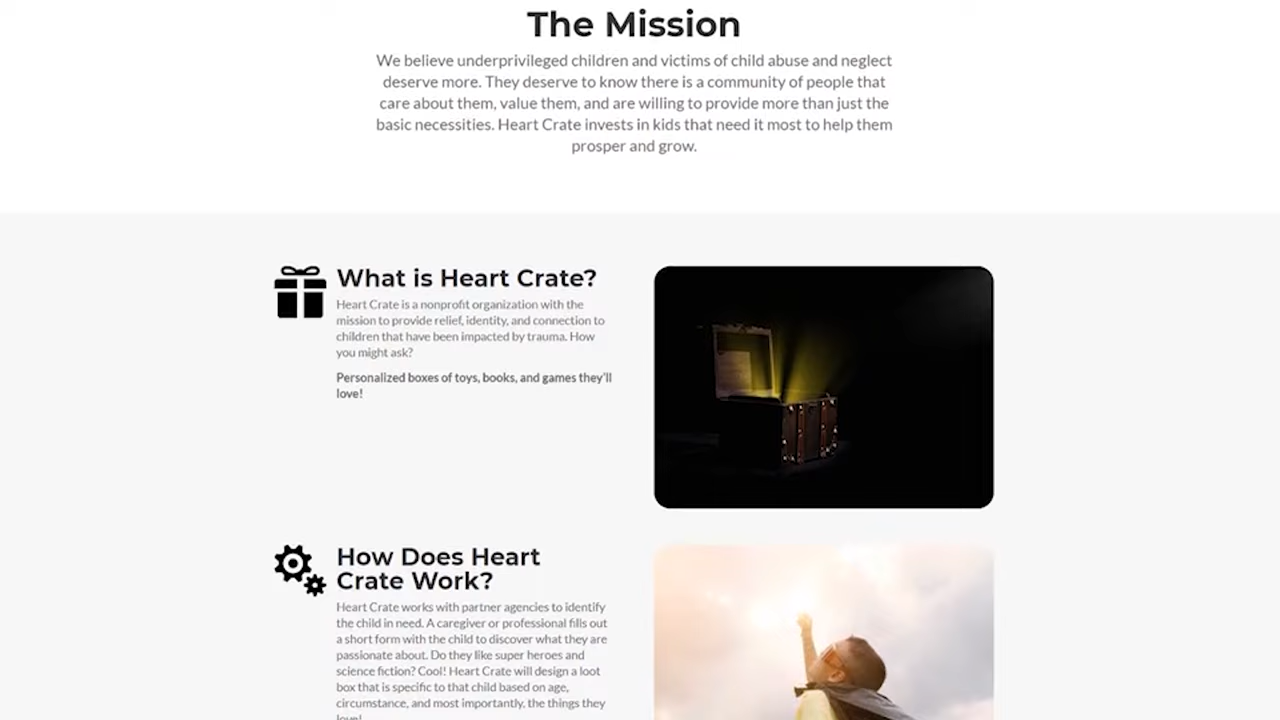 The Mission
We believe underprivileged children and victims of child abuse and neglect
deserve more. They deserve to know there is a community of people that
care about them, value them, and are willing to provide more than just the
basic necessities. Heart Crate invests in kids that need it most to help them
prosper and grow.
What is Heart Crate?
Heart Crate is a nonprofit organization with the
mission to provide relief, identity, and connection to
children that have been impacted by trauma. How
you might ask?
Personalized boxes of toys, books, and games they'll
love!
How Does Heart
Crate Work?
Heart Crate works with partner agencies to identify
the child in need. A caregiver or professional fills out
a short form with the child to discover what they are
passionate about. Do they like super heroes and
science fiction? Cool! Heart Crate will design a loot
box that is specific to that child based on age,
circumstance, and most importantly, the things they
love!